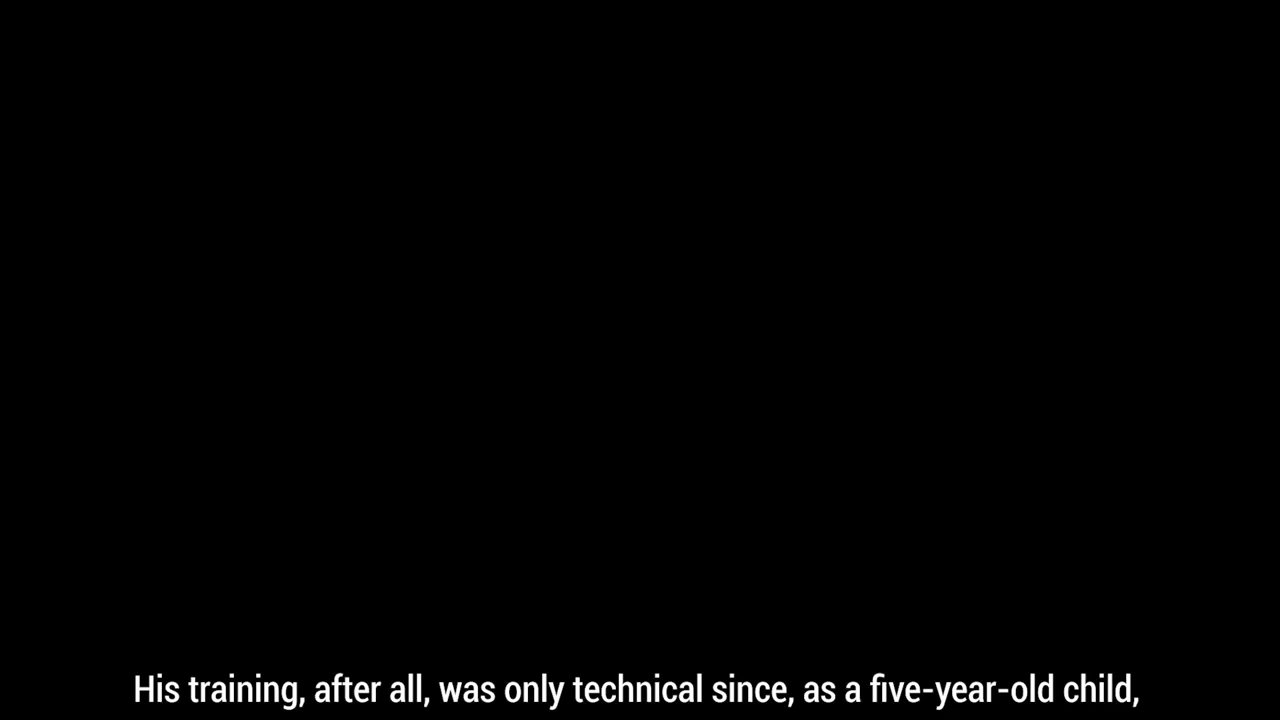 His training, after all, was only technical since, as a five-year-old child,